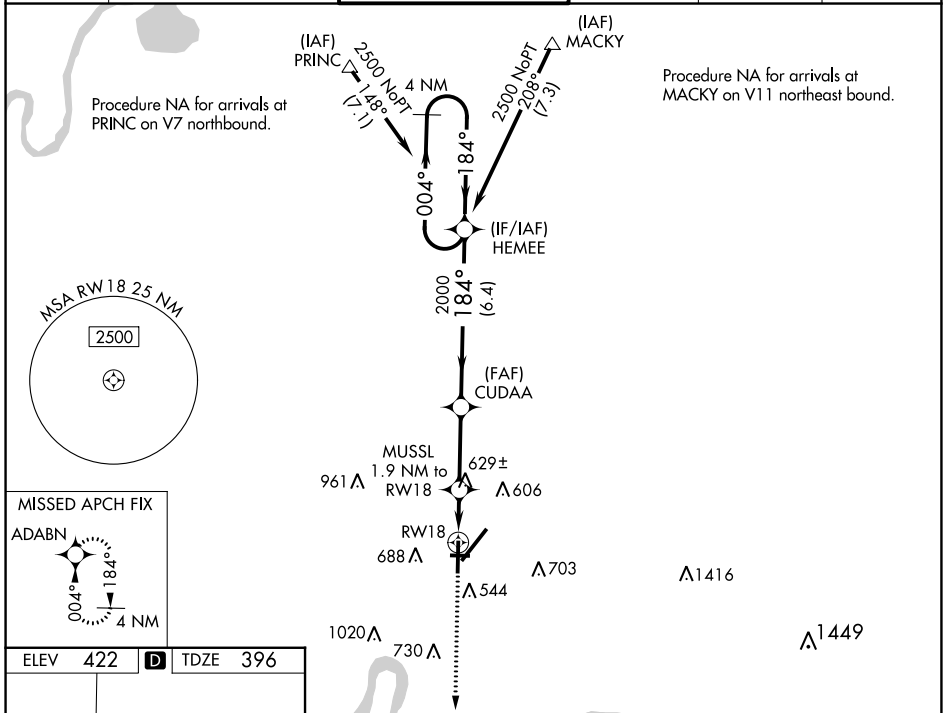 (IAF)
PRINC
2500 NoPT
148°
(7.1)
4 NM
(IAF)
MACKY
2500 NoPT
208°
(7.3)
Procedure NA for arrivals at
PRINC on V7 northbound.
Procedure NA for arrivals at
MACKY on V11 northeast bound.
004°
184°
(IF/IAF)
HEMEE
2000
184°
(6.4)
MSA RW18 25 NM
2500
(FAF)
CUDAA
MUSSL
1.9 NM to
RW18
961
629±
606
RW18
688
703
1416
544
1020
730
1449
MISSED APCH FIX
ADABN
004°
184°
4 NM
ELEV 422 D TDZE 396